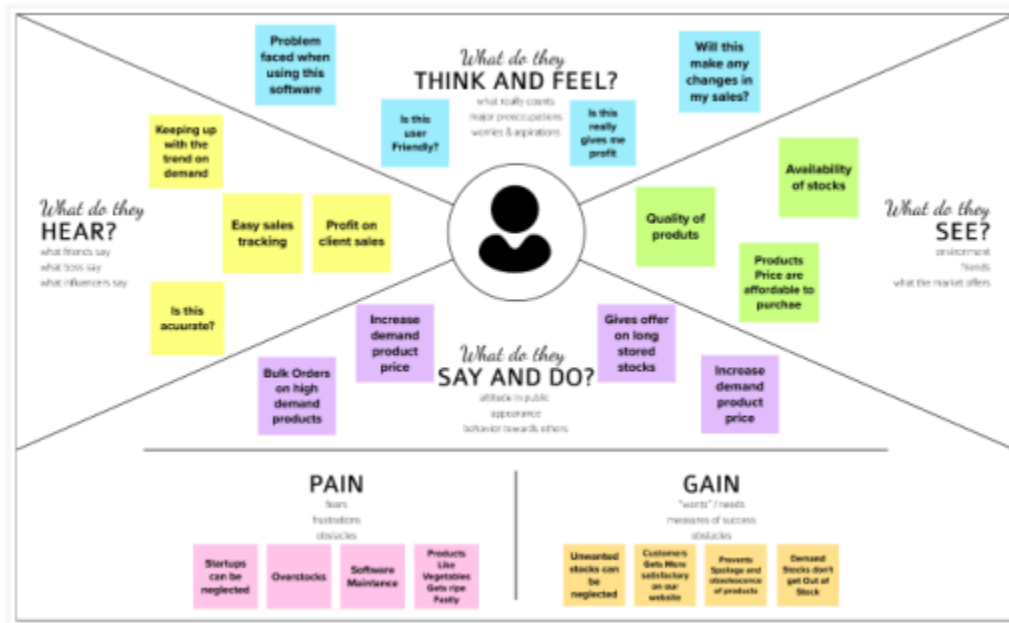 Problem
faced when
using this
software
What do they
THINK AND FEEL?
what really counts
major preoccupations
worries & aspirations
Will this
make any
changes in
my sales?
Is this
user
Friendly?
Is this
really
gives me
profit
Keeping up
with the
trend on
demand
Availability
of stocks
What do they
HEAR?
what friends say
what boss say
what influencers say
Easy sales
tracking
Profit on
client sales
Quality of
produts
What do they
SEE?
environment
friends
what the market offers
Products
Price are
affordable to
purchae
Is this
acuurate?
Increase
demand
product
price
What do they
SAY AND DO?
attitude in public
appearance
behavior towards others
Gives offer
on long
stored
stocks
Bulk Orders
on high
demand
products
Increase
demand
product
price
PAIN
fears
frustrations
obstacles
GAIN
"wants" / needs
measures of success
obstacles
Startups
can be
neglected
Overstocks
Software
Maintance
Products
Like
Vegetables
Gets ripe
Fastly
Unwanted
stocks can
be
neglected
Customers
Gets More
satisfactory
on our
website
Prevents
Spoilage and
obsholescence
of products
Demand
Stocks don't
get Out of
Stock